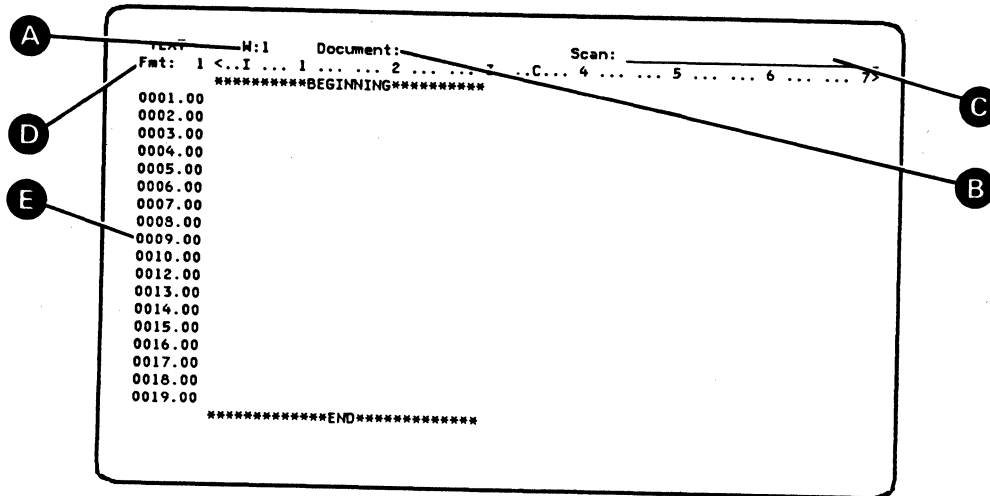 A
TEXT W:1 Document: Scan:
Fmt: 1 <..I ... 1 ... ... 2 ... ... 3 ..C... 4 ... ... 5 ... ... 6 ... ... 7>
**********BEGINNING**********
C
0001.00
0002.00
D
0003.00
0004.00
0005.00
0006.00
B
E
0007.00
0008.00
0009.00
0010.00
0012.00
0013.00
0014.00
0015.00
0016.00
0017.00
0018.00
0019.00
*************END*************